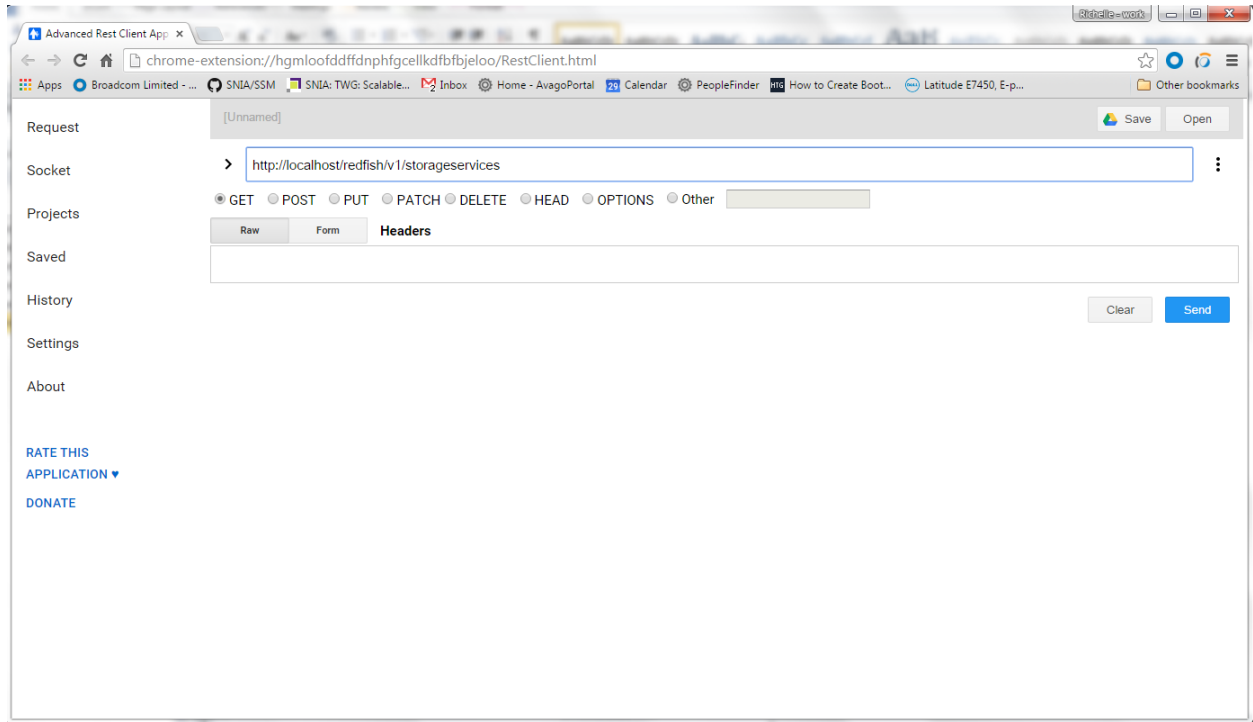 Richelle - work
Advanced Rest Client App
chrome-extension://hgmloofddffdnphfgcellkdfbfbjeloo/RestClient.html
Apps Broadcom Limited - ... SNIA/SSM SNIA: TWG: Scalable... Inbox Home - AvagoPortal 29 Calendar PeopleFinder HTG How to Create Boot... DELL Latitude E7450, E-p... Other bookmarks
Request
[Unnamed] Save Open
http://localhost/redfish/v1/storageservices
Socket
Projects
GET POST PUT PATCH DELETE HEAD OPTIONS Other
Raw Form Headers
Saved
History
Clear Send
Settings
About
RATE THIS
APPLICATION ♥
DONATE